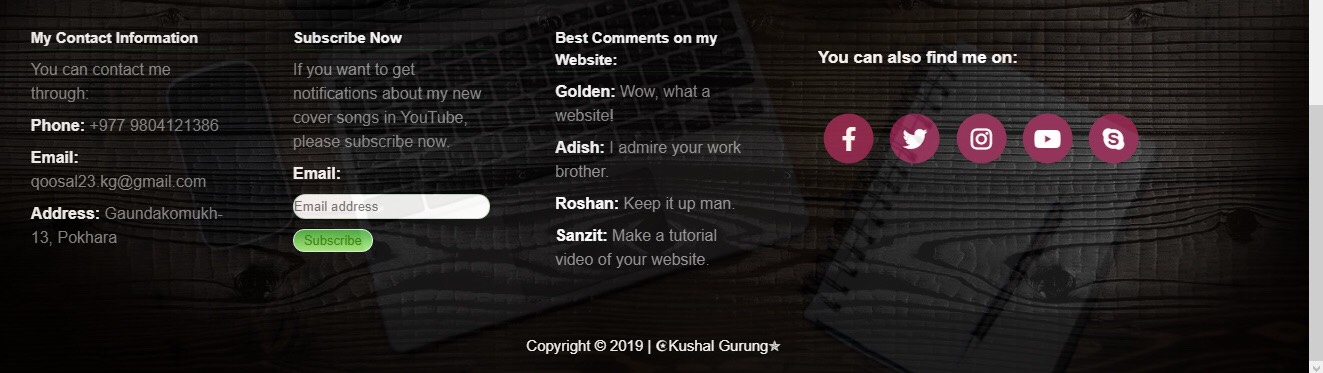 My Contact Information
You can contact me
through:
Phone: +977 9804121386
Email:
qoosal23.kg@gmail.com
Address: Gaundakomukh-
13, Pokhara
Subscribe Now
If you want to get
notifications about my new
cover songs in YouTube,
please subscribe now.
Email:
Email address
Subscribe
Best Comments on my
Website:
Golden: Wow, what a
website!
Adish: I admire your work
brother.
Roshan: Keep it up man.
Sanzit: Make a tutorial
video of your website.
You can also find me on:
Copyright © 2019 | ☪Kushal Gurung✯